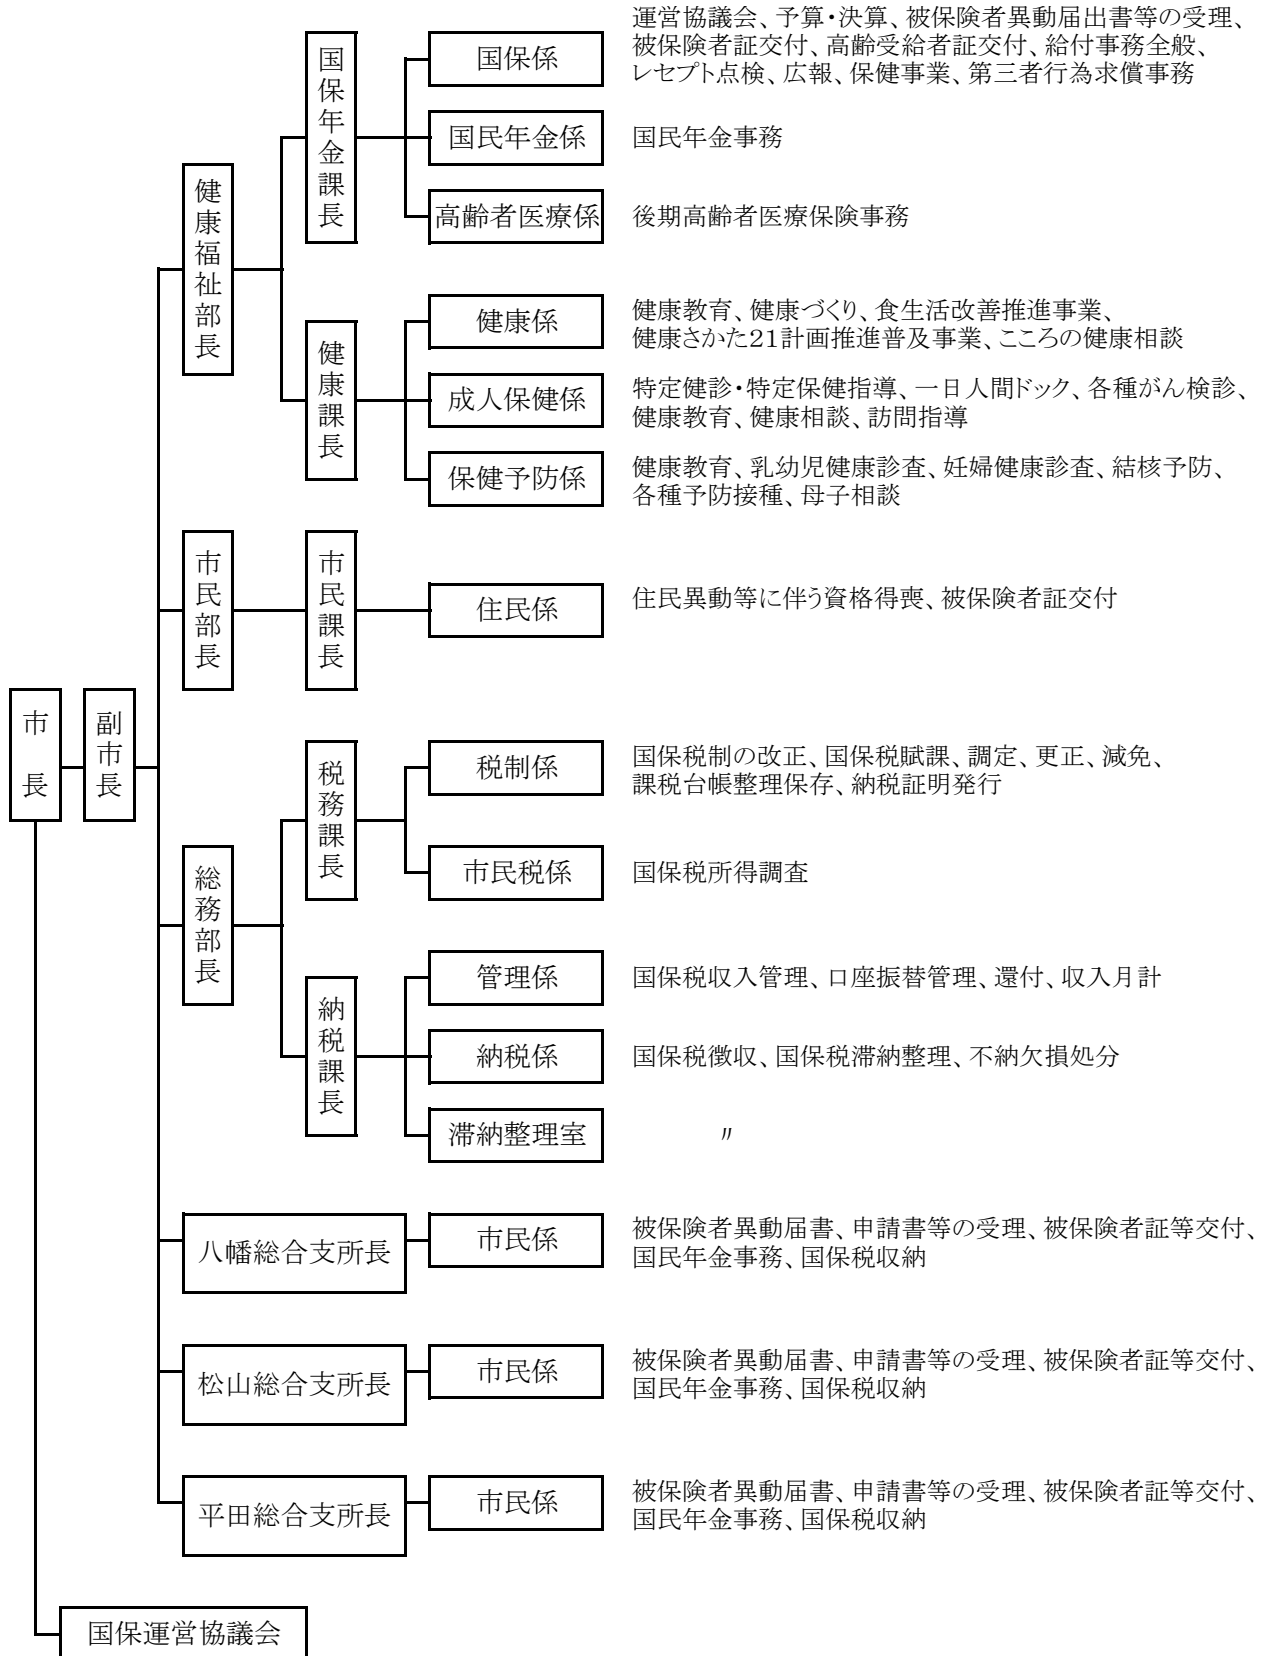 市長
副市長
健康福祉部長
国保年金課長
国保係
運営協議会、予算・決算、被保険者異動届出書等の受理、
被保険者証交付、高齢受給者証交付、給付事務全般、
レセプト点検、広報、保健事業、第三者行為求償事務
国民年金係
国民年金事務
高齢者医療係
後期高齢者医療保険事務
健康課長
健康係
健康教育、健康づくり、食生活改善推進事業、
健康さかた21計画推進普及事業、こころの健康相談
成人保健係
特定健診・特定保健指導、一日人間ドック、各種がん検診、
健康教育、健康相談、訪問指導
保健予防係
健康教育、乳幼児健康診査、妊婦健康診査、結核予防、
各種予防接種、母子相談
市民部長
市民課長
住民係
住民異動等に伴う資格得喪、被保険者証交付
総務部長
税務課長
税制係
国保税制の改正、国保税賦課、調定、更正、減免、
課税台帳整理保存、納税証明発行
市民税係
国保税所得調査
納税課長
管理係
国保税収入管理、口座振替管理、還付、収入月計
納税係
国保税徴収、国保税滞納整理、不納欠損処分
滞納整理室
〃
八幡総合支所長
市民係
被保険者異動届書、申請書等の受理、被保険者証等交付、
国民年金事務、国保税収納
松山総合支所長
市民係
被保険者異動届書、申請書等の受理、被保険者証等交付、
国民年金事務、国保税収納
平田総合支所長
市民係
被保険者異動届書、申請書等の受理、被保険者証等交付、
国民年金事務、国保税収納
国保運営協議会